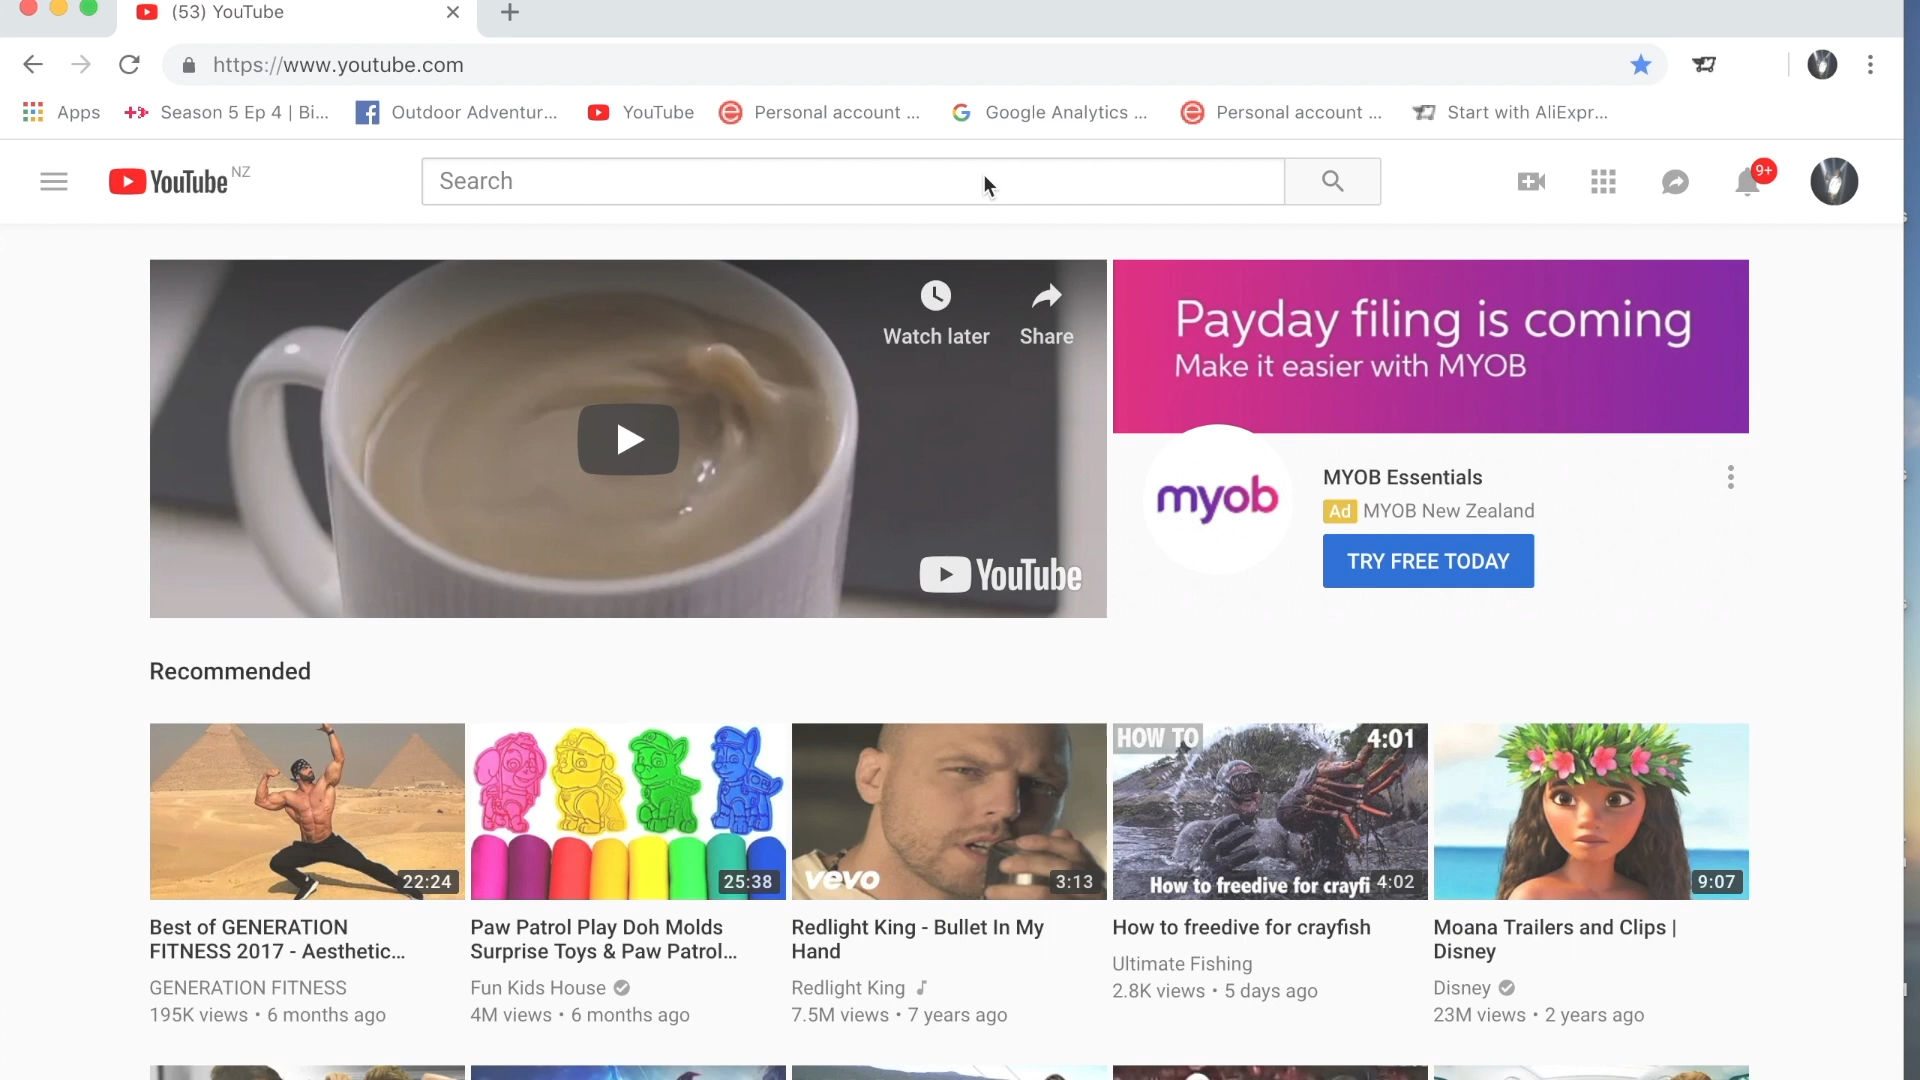 (53) YouTube
https://www.youtube.com
Apps
Season 5 Ep 4 | Bi...
Outdoor Adventur...
YouTube
Personal account ...
Google Analytics ...
Personal account ...
Start with AliExpr...
YouTube NZ
Search
9+
Watch later
Share
YouTube
Payday filing is coming
Make it easier with MYOB
myob
MYOB Essentials
Ad MYOB New Zealand
TRY FREE TODAY
Recommended
22:24
Best of GENERATION
FITNESS 2017 - Aesthetic...
GENERATION FITNESS
195K views • 6 months ago
25:38
Paw Patrol Play Doh Molds
Surprise Toys & Paw Patrol...
Fun Kids House
4M views • 6 months ago
vevo
3:13
Redlight King - Bullet In My
Hand
Redlight King
7.5M views • 7 years ago
HOW TO
4:01
How to freedive for crayfi
4:02
How to freedive for crayfish
Ultimate Fishing
2.8K views • 5 days ago
9:07
Moana Trailers and Clips |
Disney
Disney
23M views • 2 years ago